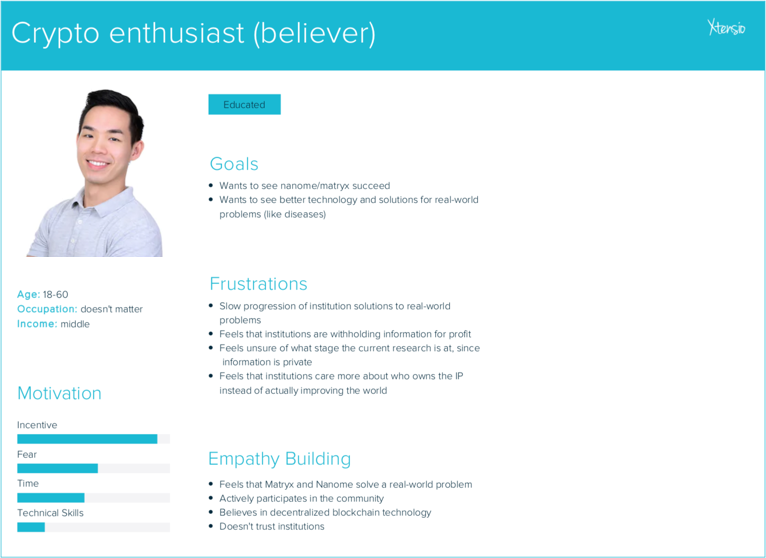 Crypto enthusiast (believer)
Xtensio
Educated
Goals
Wants to see nanome/matryx succeed
Wants to see better technology and solutions for real-world
problems (like diseases)
Age: 18-60
Occupation: doesn't matter
Income: middle
Frustrations
Slow progression of institution solutions to real-world
problems
Feels that institutions are withholding information for profit
Feels unsure of what stage the current research is at, since
information is private
Feels that institutions care more about who owns the IP
instead of actually improving the world
Motivation
Incentive
Fear
Time
Technical Skills
Empathy Building
Feels that Matryx and Nanome solve a real-world problem
Actively participates in the community
Believes in decentralized blockchain technology
Doesn't trust institutions